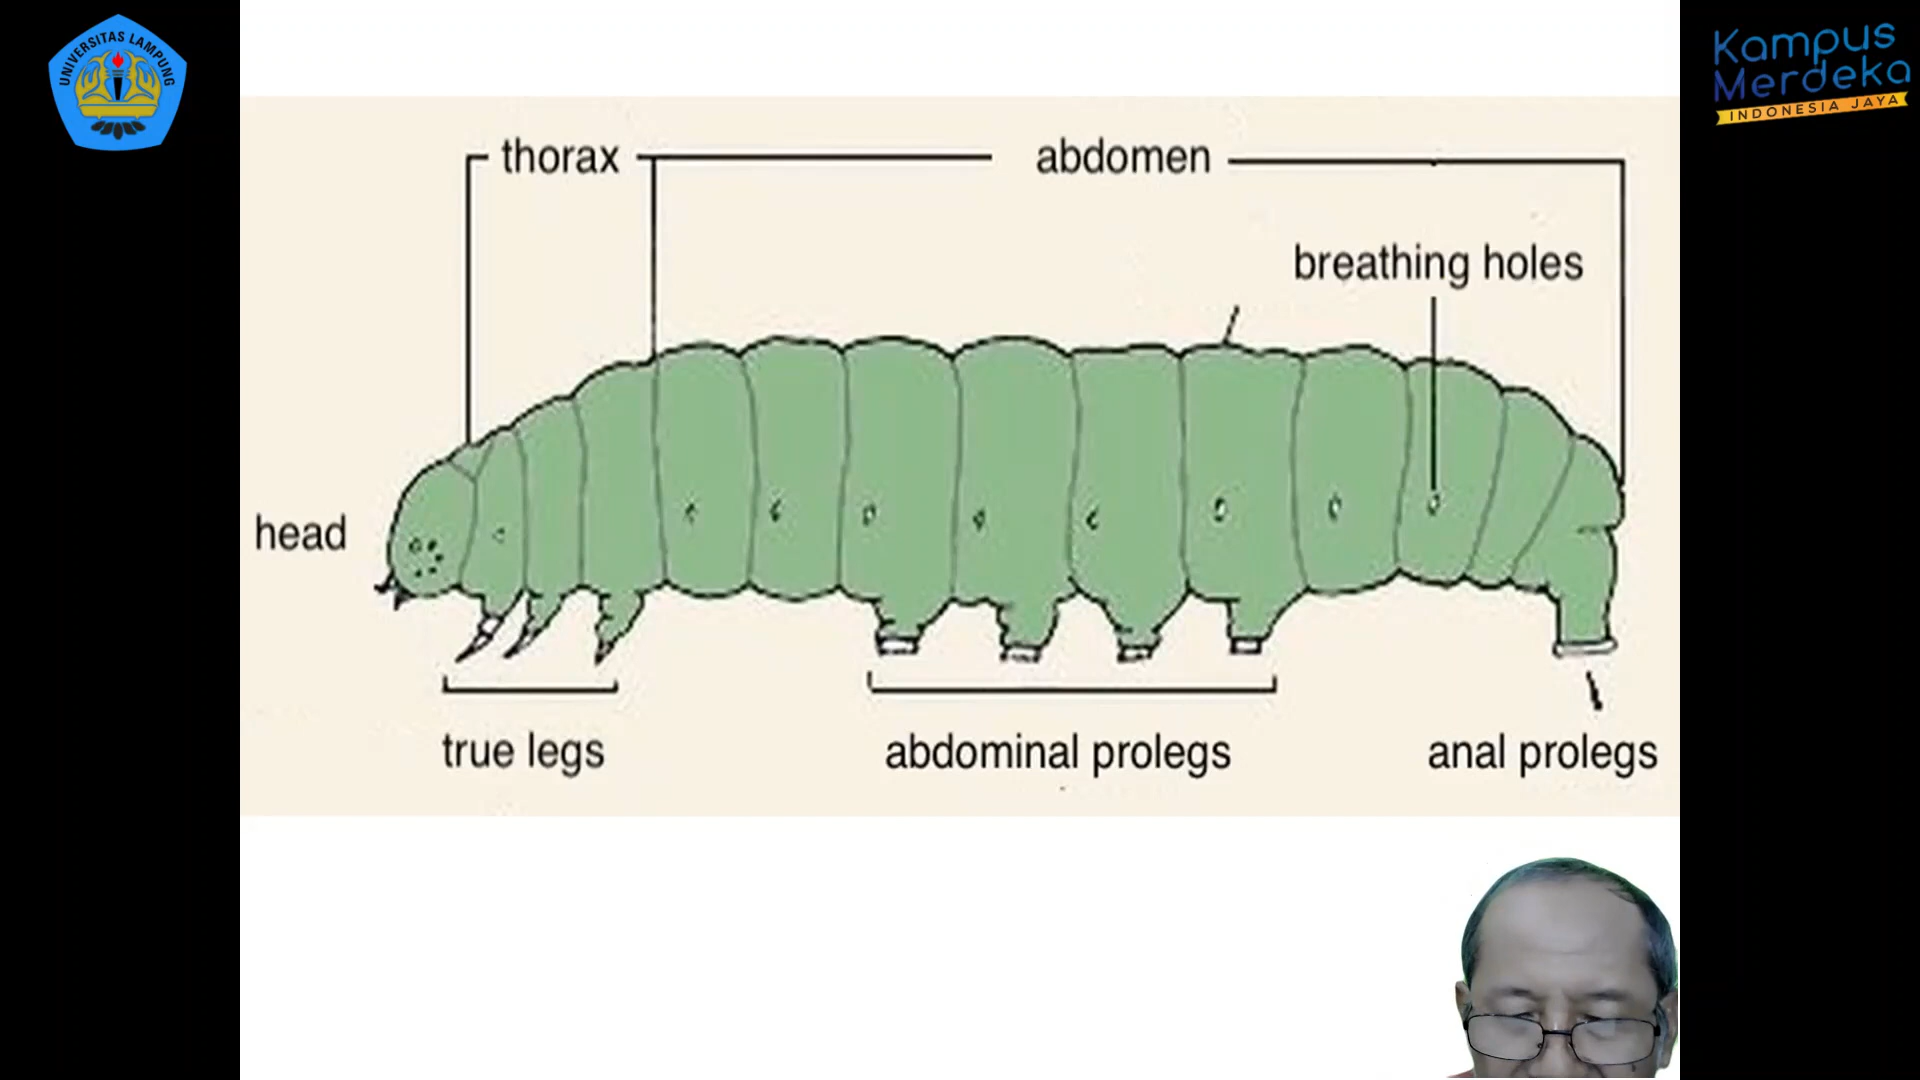 UNIVERSITAS LAMPUNG
Kampus
Merdeka
INDONESIA JAYA
thorax
abdomen
breathing holes
head
true legs
abdominal prolegs
anal prolegs